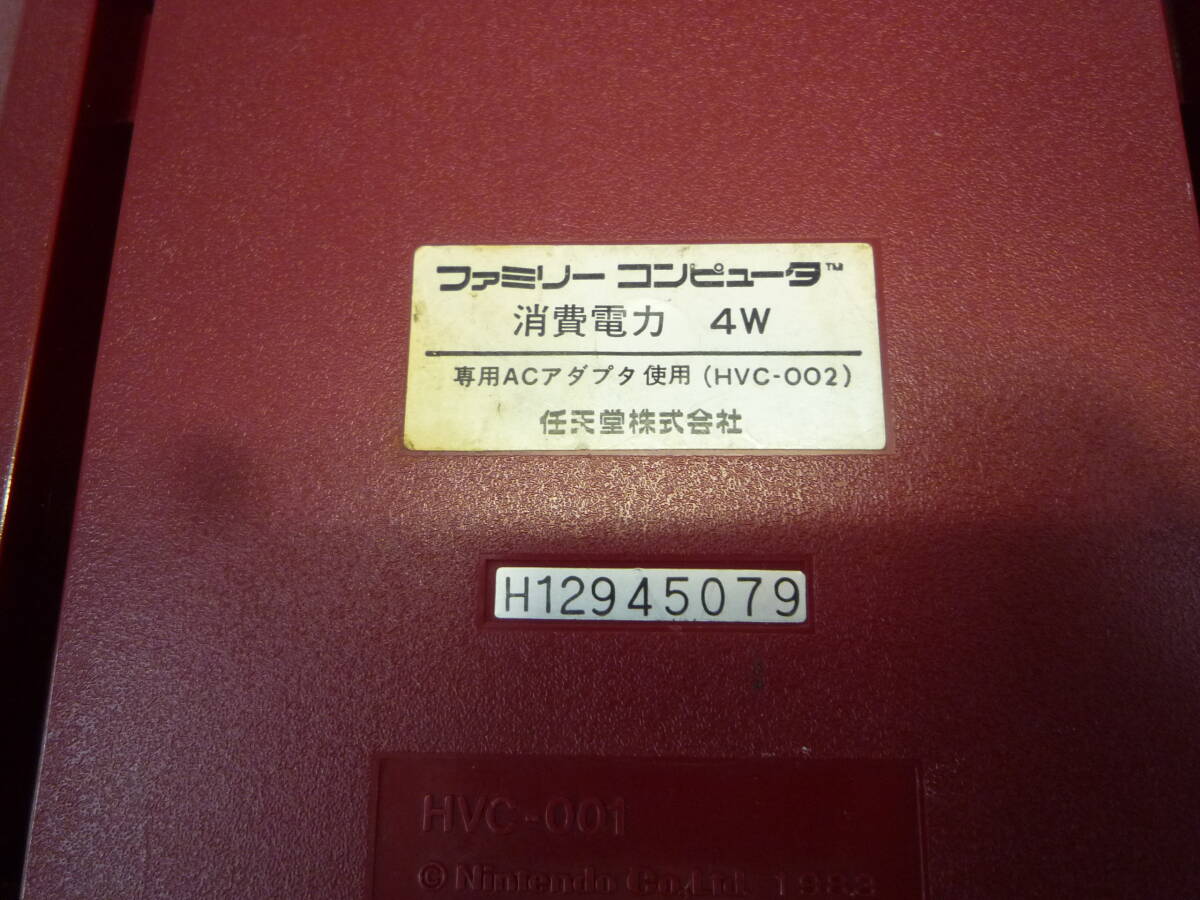 ファミリー コンピュータ™
消費電力 4W
専用ACアダプタ使用 (HVC-002)
任天堂株式会社
H12945079
HVC-001
© Nintendo Co., Ltd. 1983